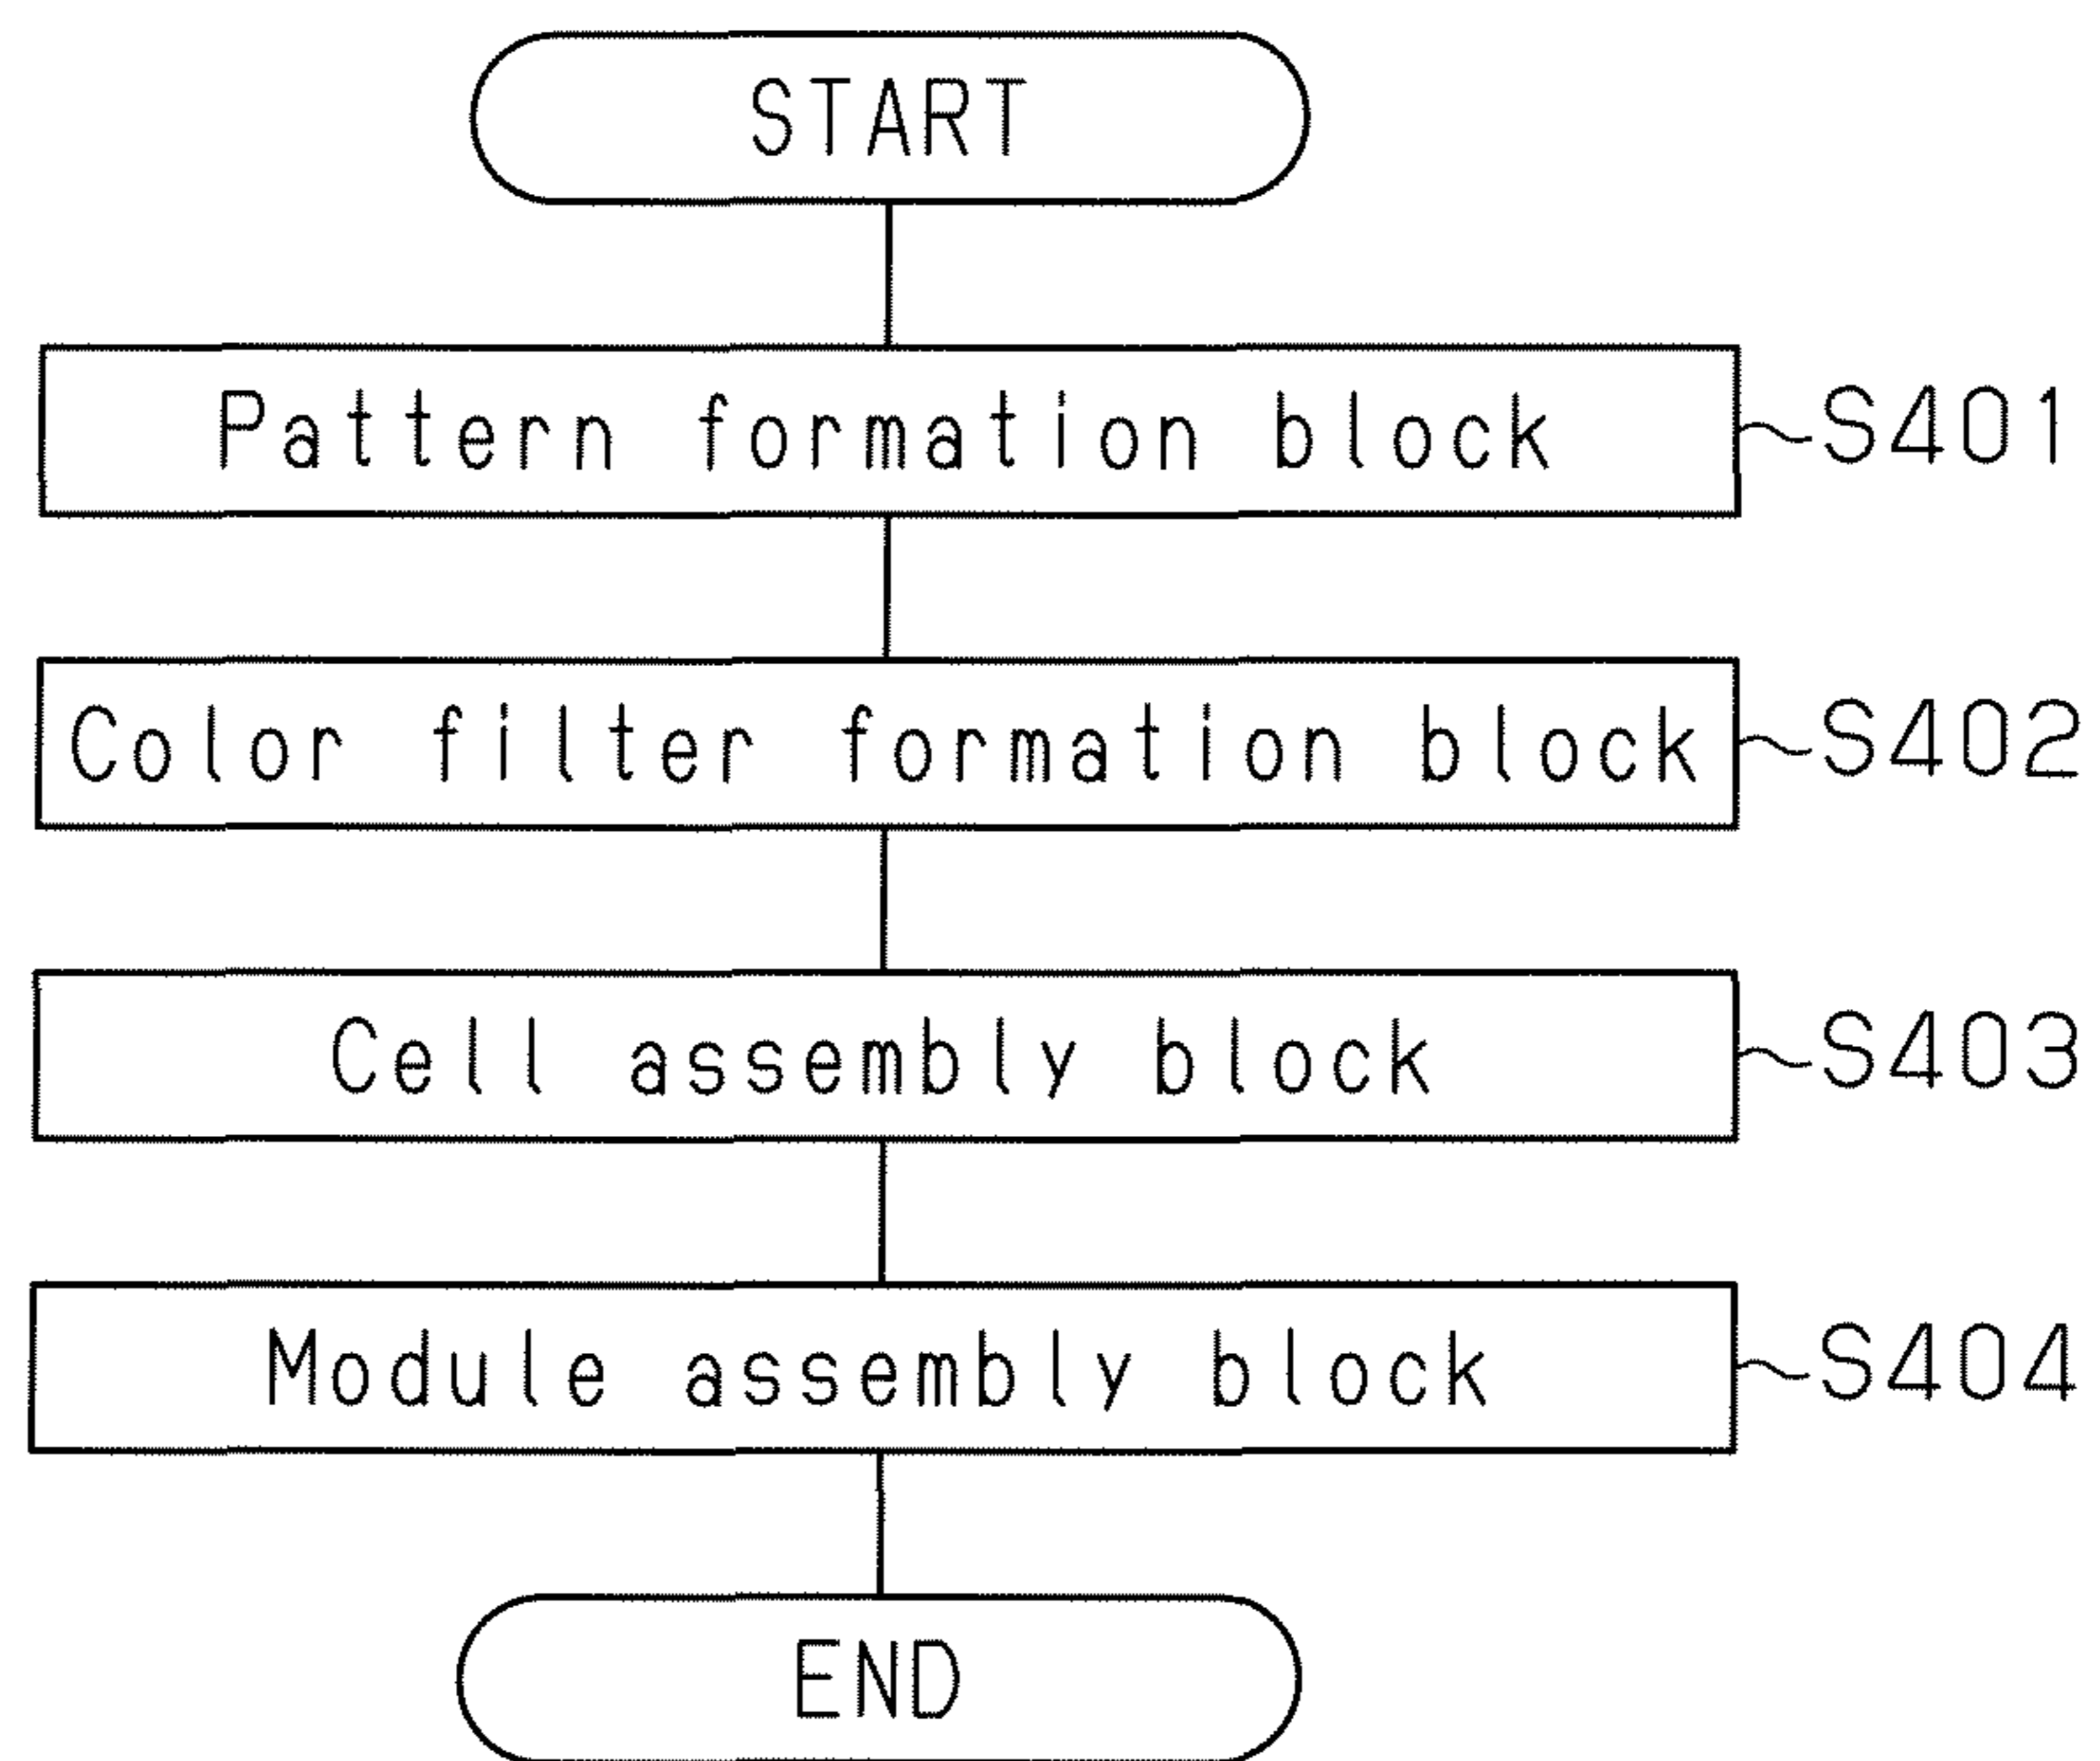 START
Pattern formation block S401
Color filter formation block S402
Cell assembly block S403
Module assembly block S404
END